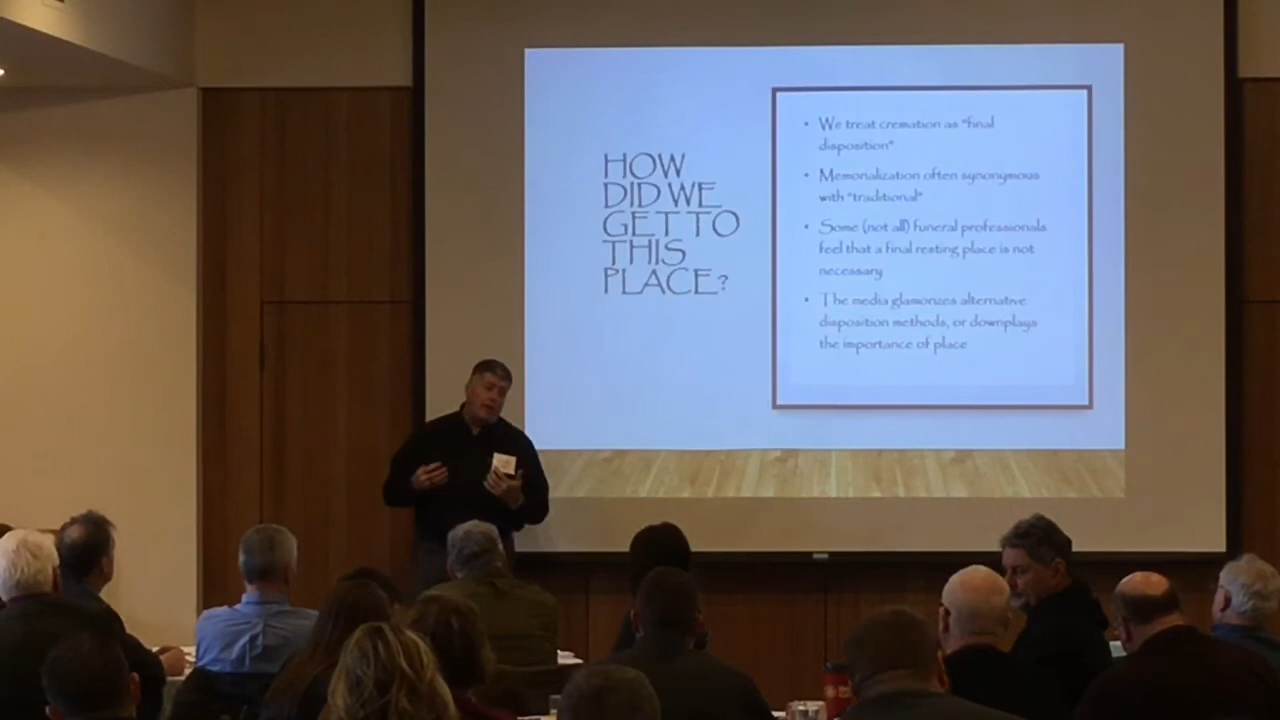 HOW
DID WE
GET TO
THIS
PLACE?
• We treat cremation as "final
disposition"
• Memorialization often synonymous
with "traditional"
• Some (not all) funeral professionals
feel that a final resting place is not
necessary
• The media glamorizes alternative
disposition methods, or downplays
the importance of place